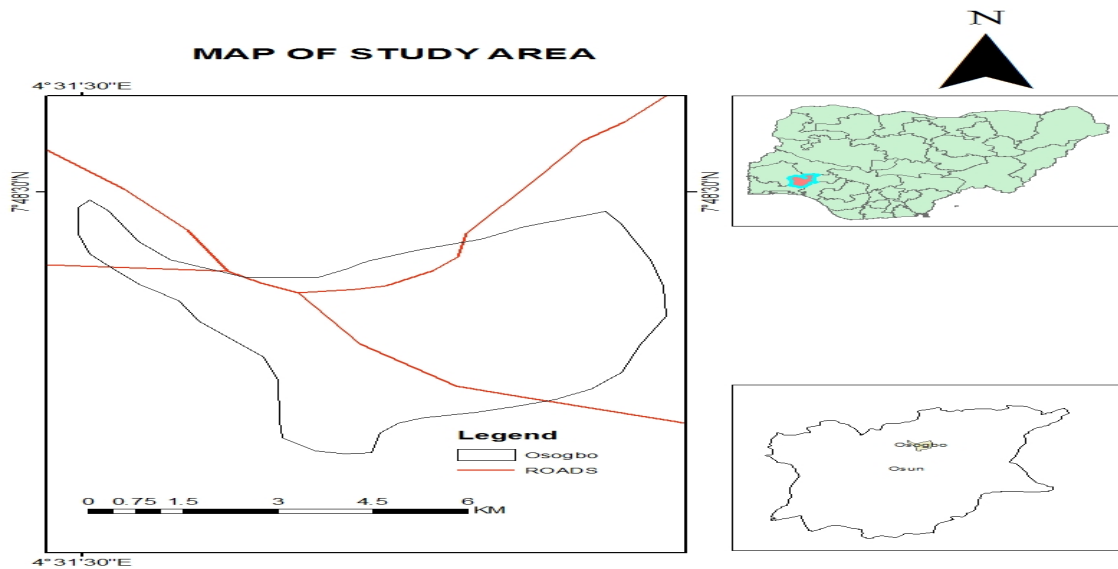 N
MAP OF STUDY AREA
4°31'30"E
7°48'30"N
7°48'30"N
Legend
Osogbo
ROADS
0 0.75 1.5 3 4.5 6
KM
4°31'30"E
Osogbo
Osun